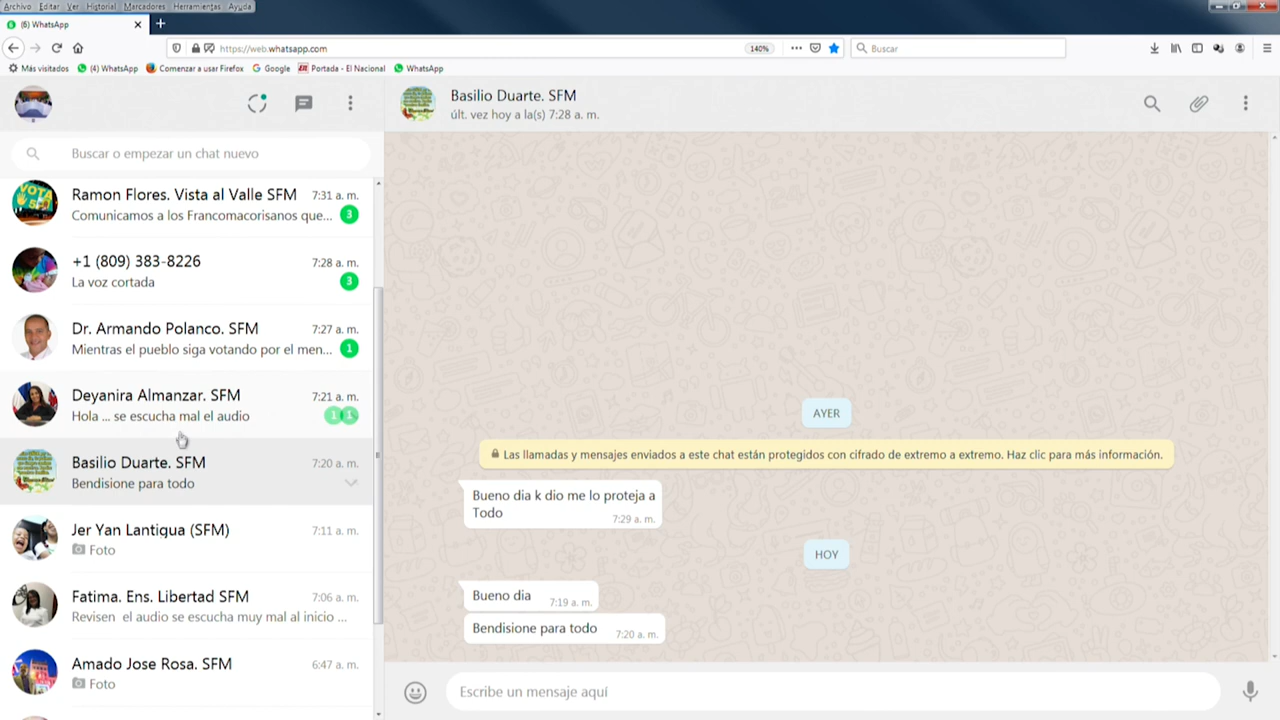 Archivo Editar Ver Historial Marcadores Herramientas Ayuda
(6) WhatsApp
https://web.whatsapp.com
140%
Buscar
Más visitados (4) WhatsApp Comenzar a usar Firefox Google Portada - El Nacional WhatsApp
Buscar o empezar un chat nuevo
Ramon Flores. Vista al Valle SFM 7:31 a. m.
Comunicamos a los Francomacorisanos que... 3
+1 (809) 383-8226 7:28 a. m.
La voz cortada 3
Dr. Armando Polanco. SFM 7:27 a. m.
Mientras el pueblo siga votando por el men... 1
Deyanira Almanzar. SFM 7:21 a. m.
Hola ... se escucha mal el audio 1 1
Basilio Duarte. SFM 7:20 a. m.
Bendisione para todo
Jer Yan Lantigua (SFM) 7:11 a. m.
Foto
Fatima. Ens. Libertad SFM 7:06 a. m.
Revisen el audio se escucha muy mal al inicio ...
Amado Jose Rosa. SFM 6:47 a. m.
Foto
Basilio Duarte. SFM
últ. vez hoy a la(s) 7:28 a. m.
AYER
Las llamadas y mensajes enviados a este chat están protegidos con cifrado de extremo a extremo. Haz clic para más información.
Bueno dia k dio me lo proteja a
Todo
7:29 a. m.
HOY
Bueno dia 7:19 a. m.
Bendisione para todo 7:20 a. m.
Escribe un mensaje aquí